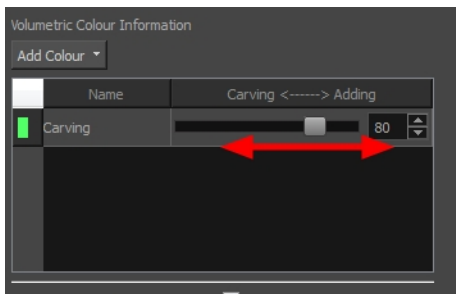 Volumetric Colour Information
Add Colour
Name
Carving <------> Adding
Carving
80